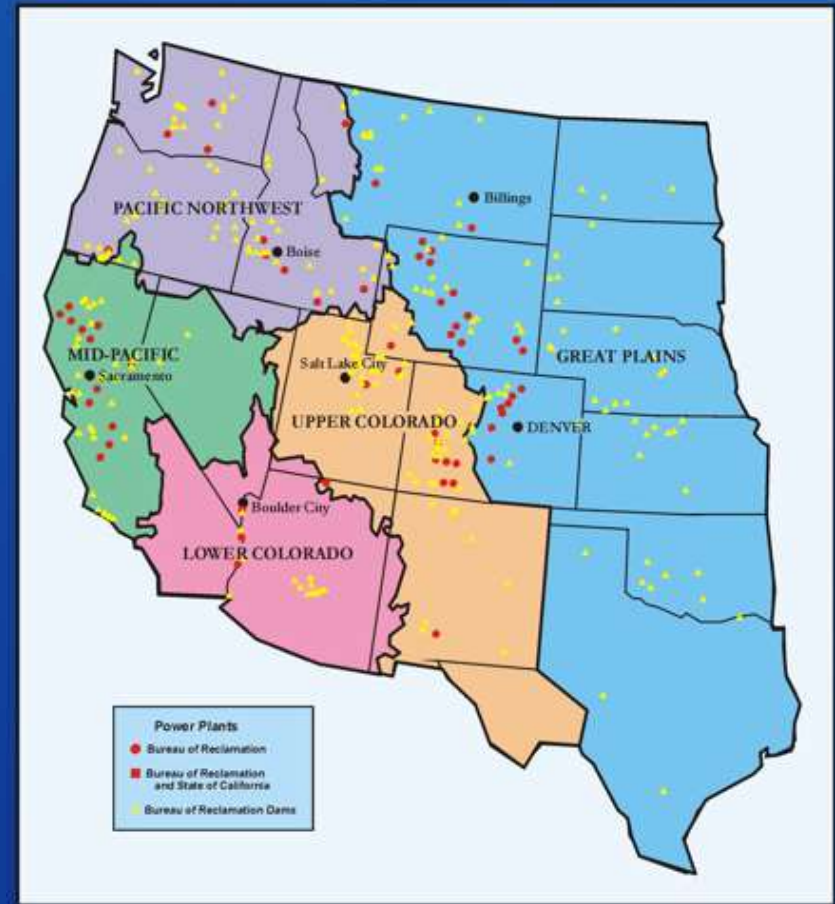 PACIFIC NORTHWEST
Billings
Boise
MID-PACIFIC
Sacramento
Salt Lake City
GREAT PLAINS
UPPER COLORADO
DENVER
Boulder City
LOWER COLORADO
Power Plants
Bureau of Reclamation
Bureau of Reclamation
and State of California
Bureau of Reclamation Dams